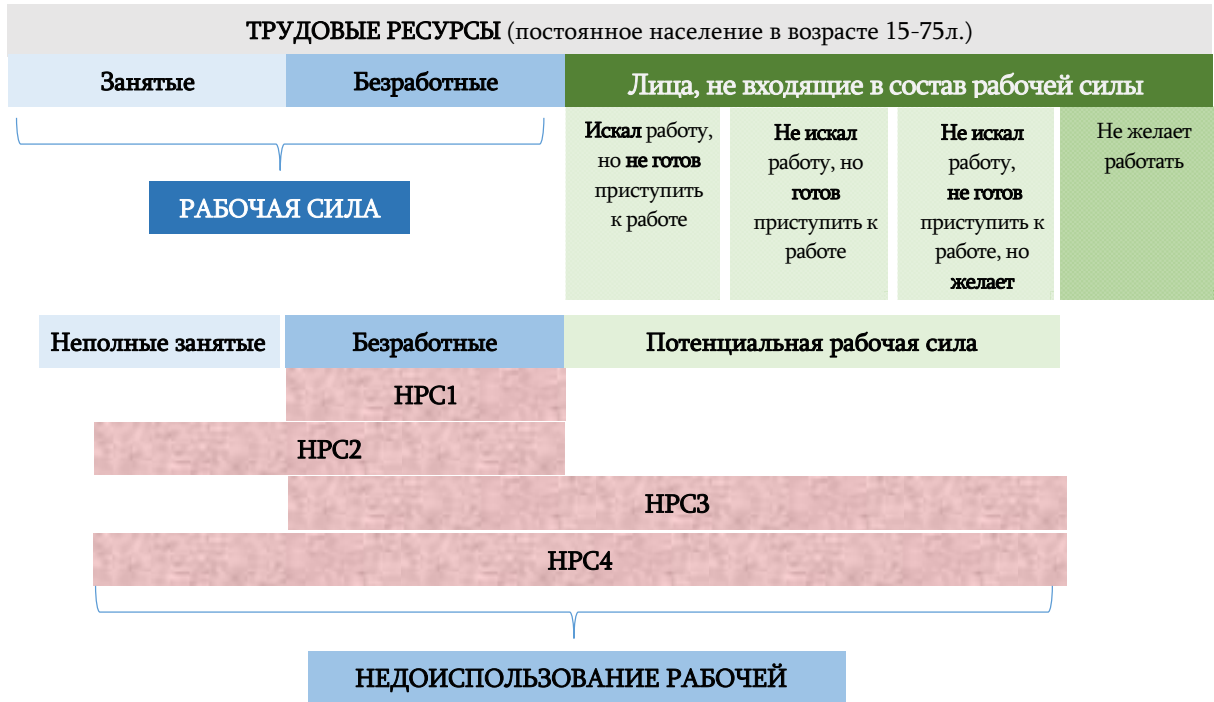 ТРУДОВЫЕ РЕСУРСЫ (постоянное население в возрасте 15-75л.)
Занятые
Безработные
Лица, не входящие в состав рабочей силы
РАБОЧАЯ СИЛА
Искал работу,
но не готов
приступить
к работе
Не искал
работу, но
готов
приступить к
работе
Не искал
работу,
не готов
приступить к
работе, но
желает
Не желает
работать
Неполные занятые
Безработные
Потенциальная рабочая сила
НРС1
НРС2
НРС3
НРС4
НЕДОИСПОЛЬЗОВАНИЕ РАБОЧЕЙ